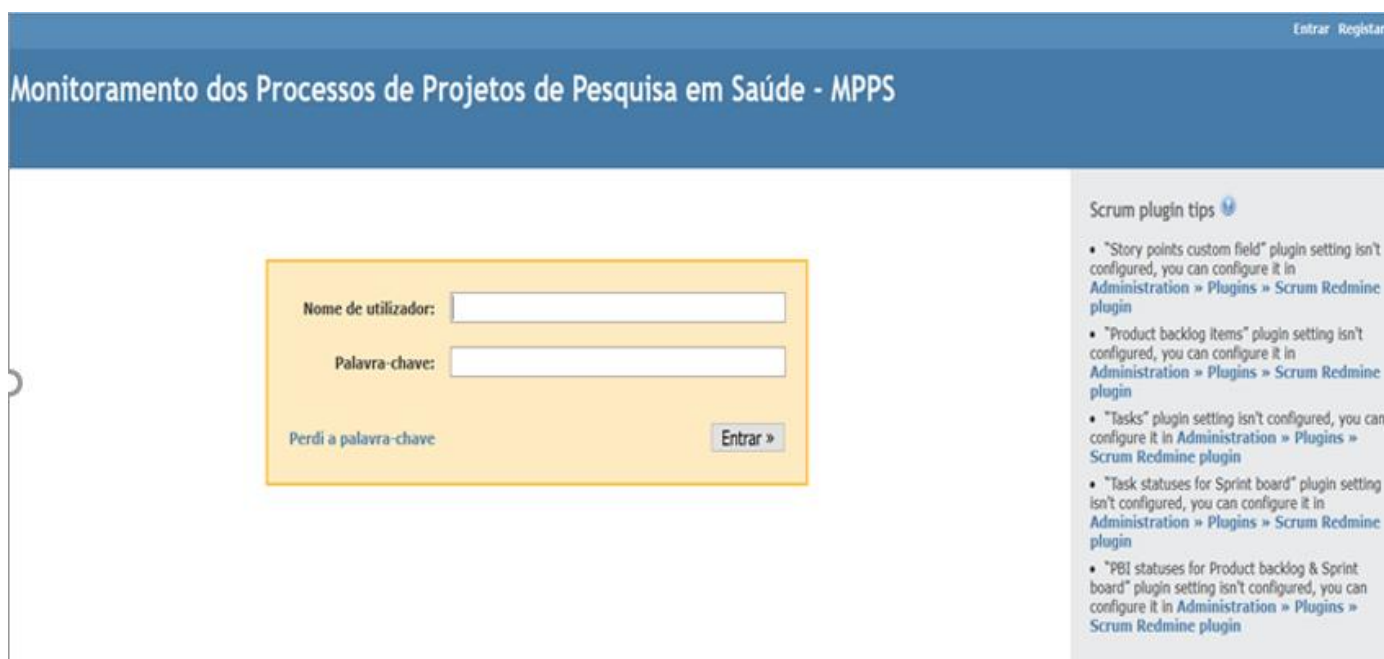 Entrar Registar
Monitoramento dos Processos de Projetos de Pesquisa em Saúde - MPPS
Nome de utilizador:
Palavra-chave:
Perdi a palavra-chave
Entrar »
Scrum plugin tips
• "Story points custom field" plugin setting isn't
configured, you can configure it in
Administration » Plugins » Scrum Redmine
plugin
• "Product backlog items" plugin setting isn't
configured, you can configure it in
Administration » Plugins » Scrum Redmine
plugin
• "Tasks" plugin setting isn't configured, you can
configure it in Administration » Plugins »
Scrum Redmine plugin
• "Task statuses for Sprint board" plugin setting
isn't configured, you can configure it in
Administration » Plugins » Scrum Redmine
plugin
• "PBI statuses for Product backlog & Sprint
board" plugin setting isn't configured, you can
configure it in Administration » Plugins »
Scrum Redmine plugin